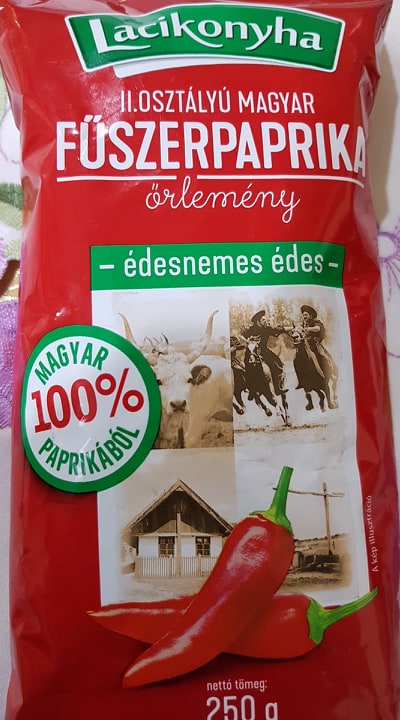 Lacikonyha
II.OSZTÁLYÚ MAGYAR
FŰSZERPAPRIKA
őrlemény
– édesnemes édes –
MAGYAR
100%
PAPRIKÁBÓL
A kép illusztráció
nettó tömeg:
250 g